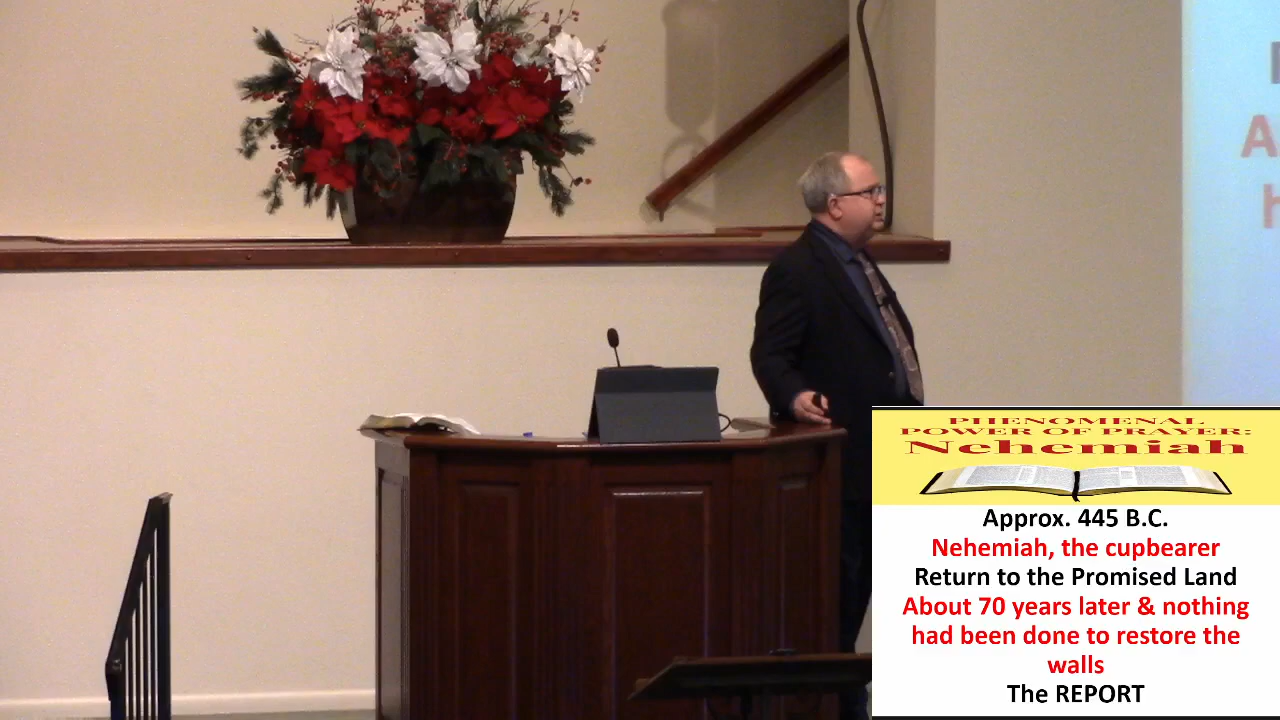 PHENOMENAL
POWER OF PRAYER:
Nehemiah
Approx. 445 B.C.
Nehemiah, the cupbearer
Return to the Promised Land
About 70 years later & nothing
had been done to restore the
walls
The REPORT